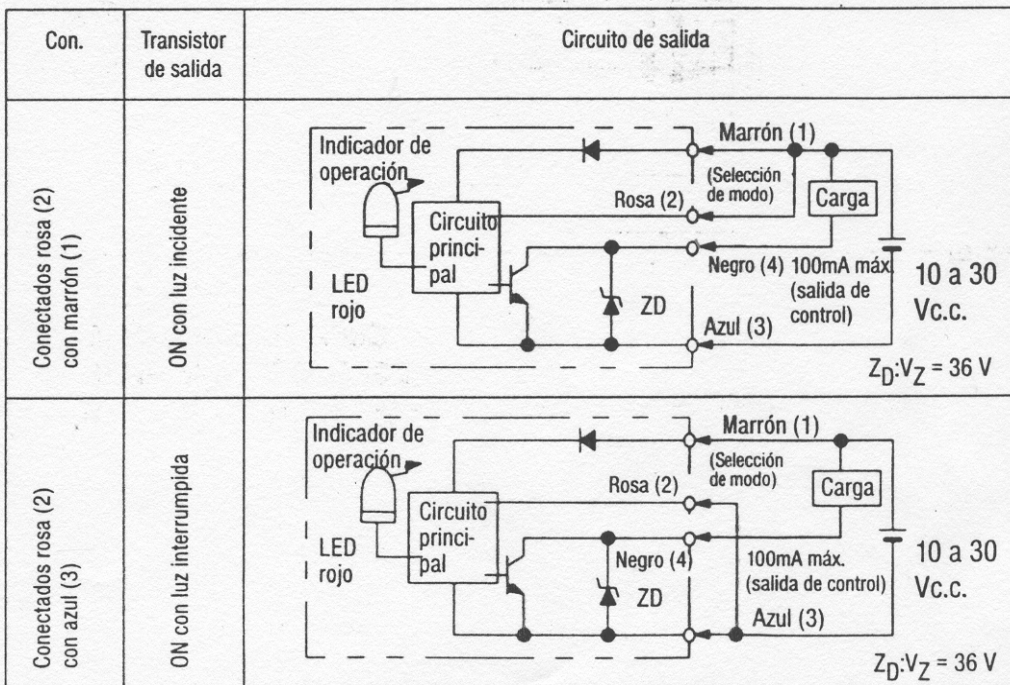 Con.
Transistor
de salida
Circuito de salida
Conectados rosa (2)
con marrón (1)
ON con luz incidente
Indicador de
operación
LED
rojo
Circuito
princi-
pal
Marrón (1)
(Selección
de modo)
Rosa (2)
Carga
Negro (4)
100mA máx.
(salida de
control)
ZD
Azul (3)
10 a 30
Vc.c.
ZD:VZ = 36 V
Conectados rosa (2)
con azul (3)
ON con luz interrumpida
Indicador de
operación
LED
rojo
Circuito
princi-
pal
Marrón (1)
(Selección
de modo)
Rosa (2)
Carga
Negro (4)
100mA máx.
(salida de control)
ZD
Azul (3)
10 a 30
Vc.c.
ZD:VZ = 36 V